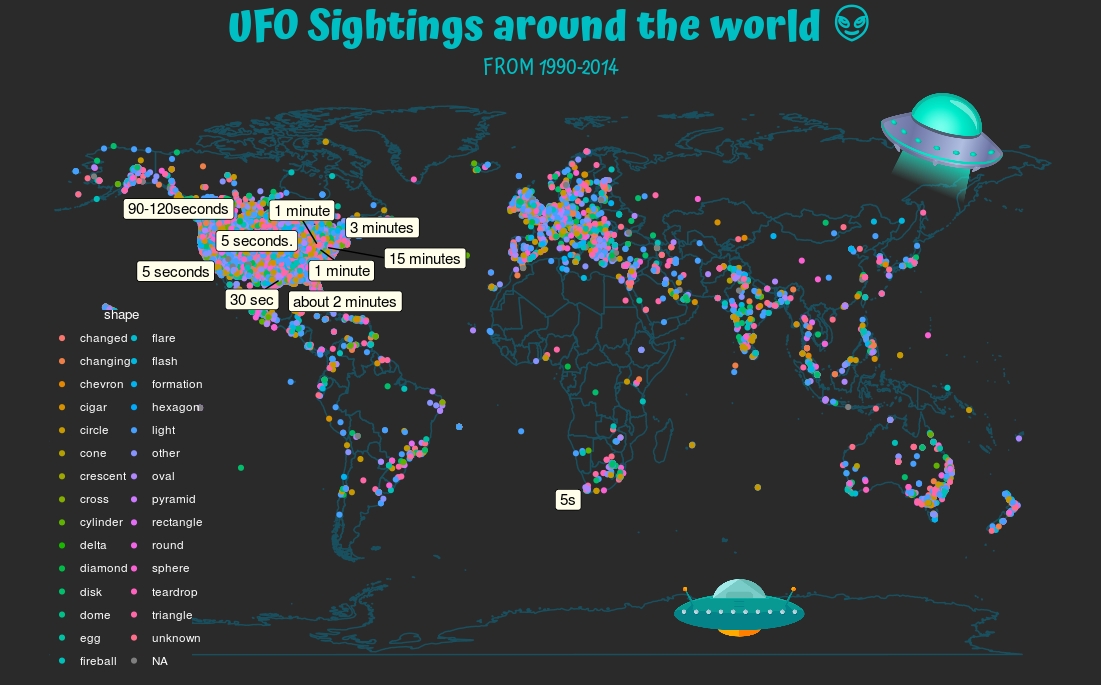 UFO Sightings around the world
FROM 1990-2014
90-120seconds
1 minute
3 minutes
5 seconds.
15 minutes
5 seconds
1 minute
30 sec
about 2 minutes
5s
shape
changed flare
changing flash
chevron formation
cigar hexagon
circle light
cone other
crescent oval
cross pyramid
cylinder rectangle
delta round
diamond sphere
disk teardrop
dome triangle
egg unknown
fireball NA